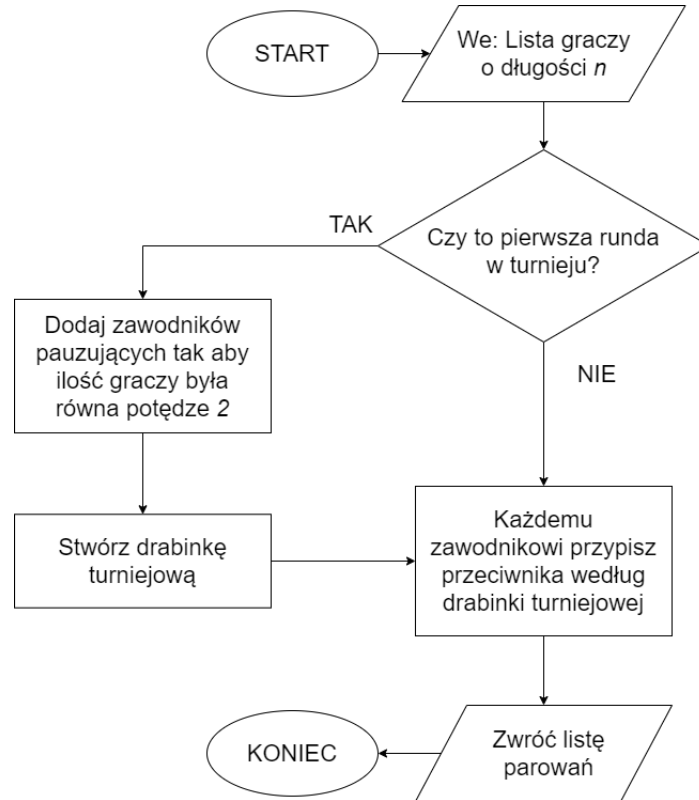 START
We: Lista graczy
o długości n
Czy to pierwsza runda
w turnieju?
TAK
NIE
Dodaj zawodników
pauzujących tak aby
ilość graczy była
równa potędze 2
Stwórz drabinkę
turniejową
Każdemu
zawodnikowi przypisz
przeciwnika według
drabinki turniejowej
Zwróć listę
parowań
KONIEC